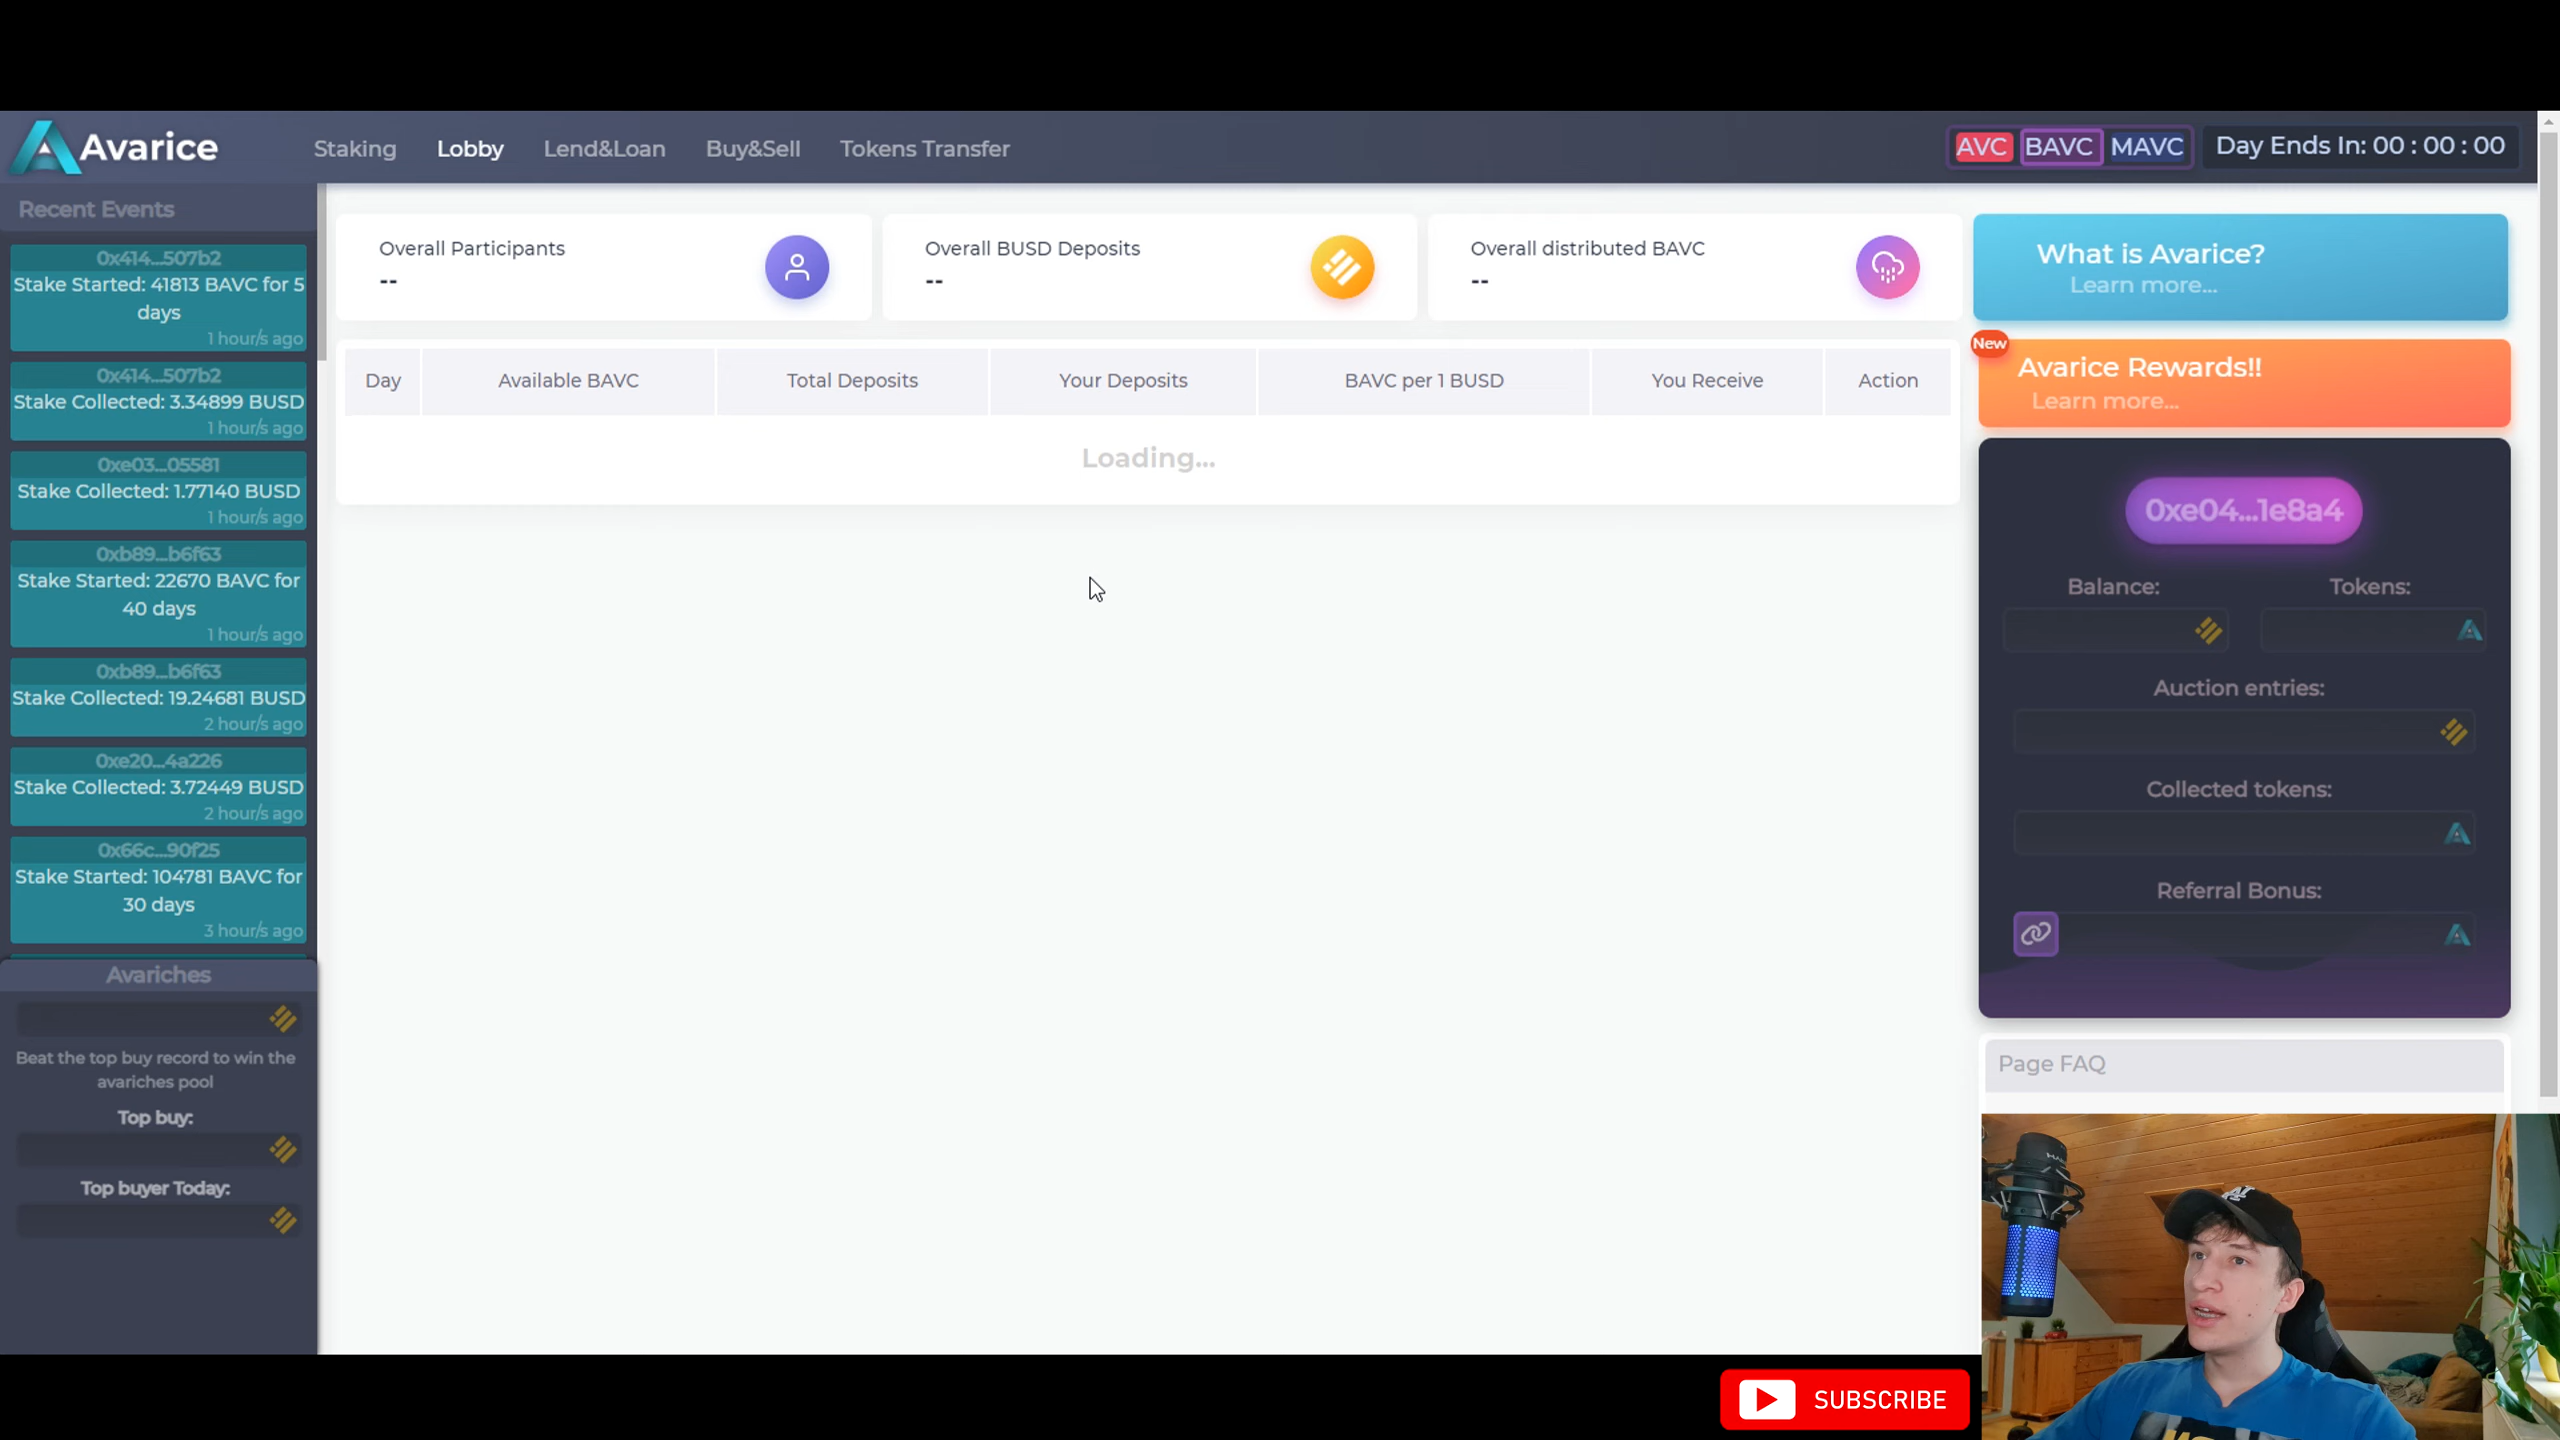 Avarice
Staking
Lobby
Lend&Loan
Buy&Sell
Tokens Transfer
AVC
BAVC
MAVC
Day Ends In: 00 : 00 : 00
Recent Events
0x414...507b2
Stake Started: 41813 BAVC for 5
days
1 hour/s ago
0x414...507b2
Stake Collected: 3.34899 BUSD
1 hour/s ago
0xe03...05581
Stake Collected: 1.77140 BUSD
1 hour/s ago
0xb89...b6f63
Stake Started: 22670 BAVC for
40 days
1 hour/s ago
0xb89...b6f63
Stake Collected: 19.24681 BUSD
2 hour/s ago
0xe20...4a226
Stake Collected: 3.72449 BUSD
2 hour/s ago
0x66c...90f25
Stake Started: 104781 BAVC for
30 days
3 hour/s ago
Avariches
Beat the top buy record to win the
avariches pool
Top buy:
Top buyer Today:
Overall Participants
--
Overall BUSD Deposits
--
Overall distributed BAVC
--
Day
Available BAVC
Total Deposits
Your Deposits
BAVC per 1 BUSD
You Receive
Action
Loading...
What is Avarice?
Learn more...
New
Avarice Rewards!!
Learn more...
0xe04...1e8a4
Balance:
Tokens:
Auction entries:
Collected tokens:
Referral Bonus:
Page FAQ
SUBSCRIBE